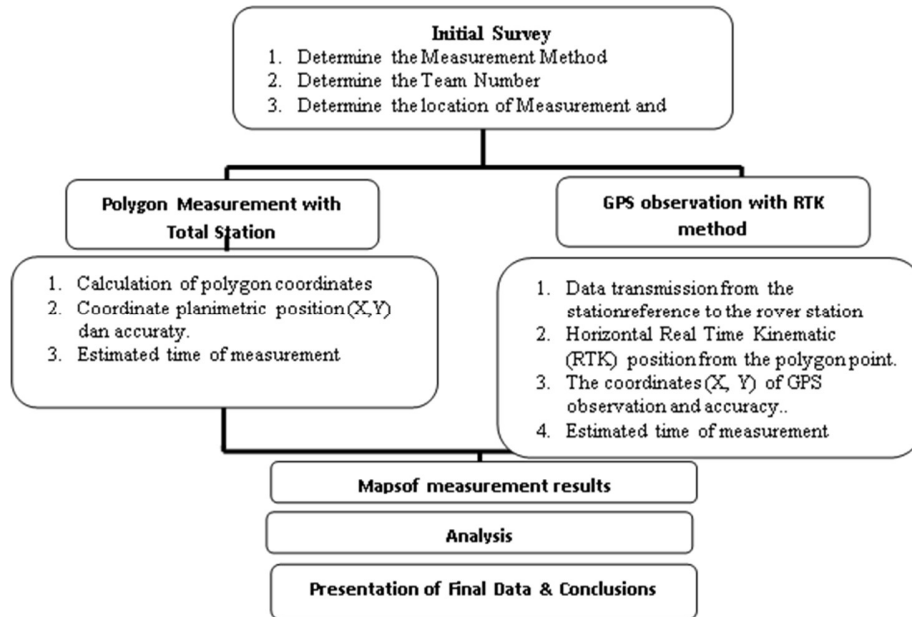 Initial Survey
1. Determine the Measurement Method
2. Determine the Team Number
3. Determine the location of Measurement and
Polygon Measurement with
Total Station
GPS observation with RTK
method
1. Calculation of polygon coordinates
2. Coordinate planimetric position (X,Y)
dan accuraty.
3. Estimated time of measurement
1. Data transmission from the
stationreference to the rover station
2. Horizontal Real Time Kinematic
(RTK) position from the polygon point.
3. The coordinates (X, Y) of GPS
observation and accuracy..
4. Estimated time of measurement
Mapsof measurement results
Analysis
Presentation of Final Data & Conclusions